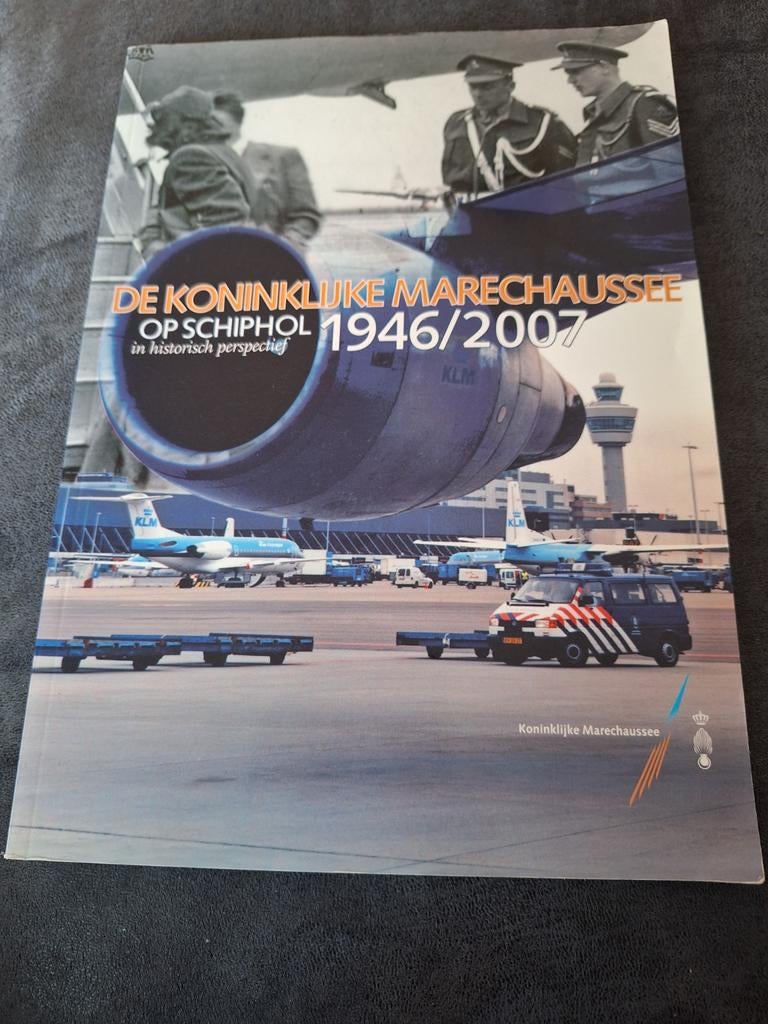 DE KONINKLIJKE MARECHAUSSEE
OP SCHIPHOL 1946/2007
in historisch perspectief
KLM
KLM
KLM
Koninklijke Marechaussee